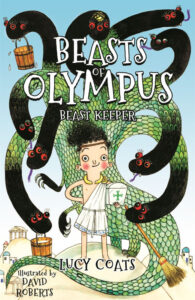 BEASTS
OF
OLYMPUS
BEAST KEEPER
LUCY COATS
Illustrated by
DAVID
ROBERTS